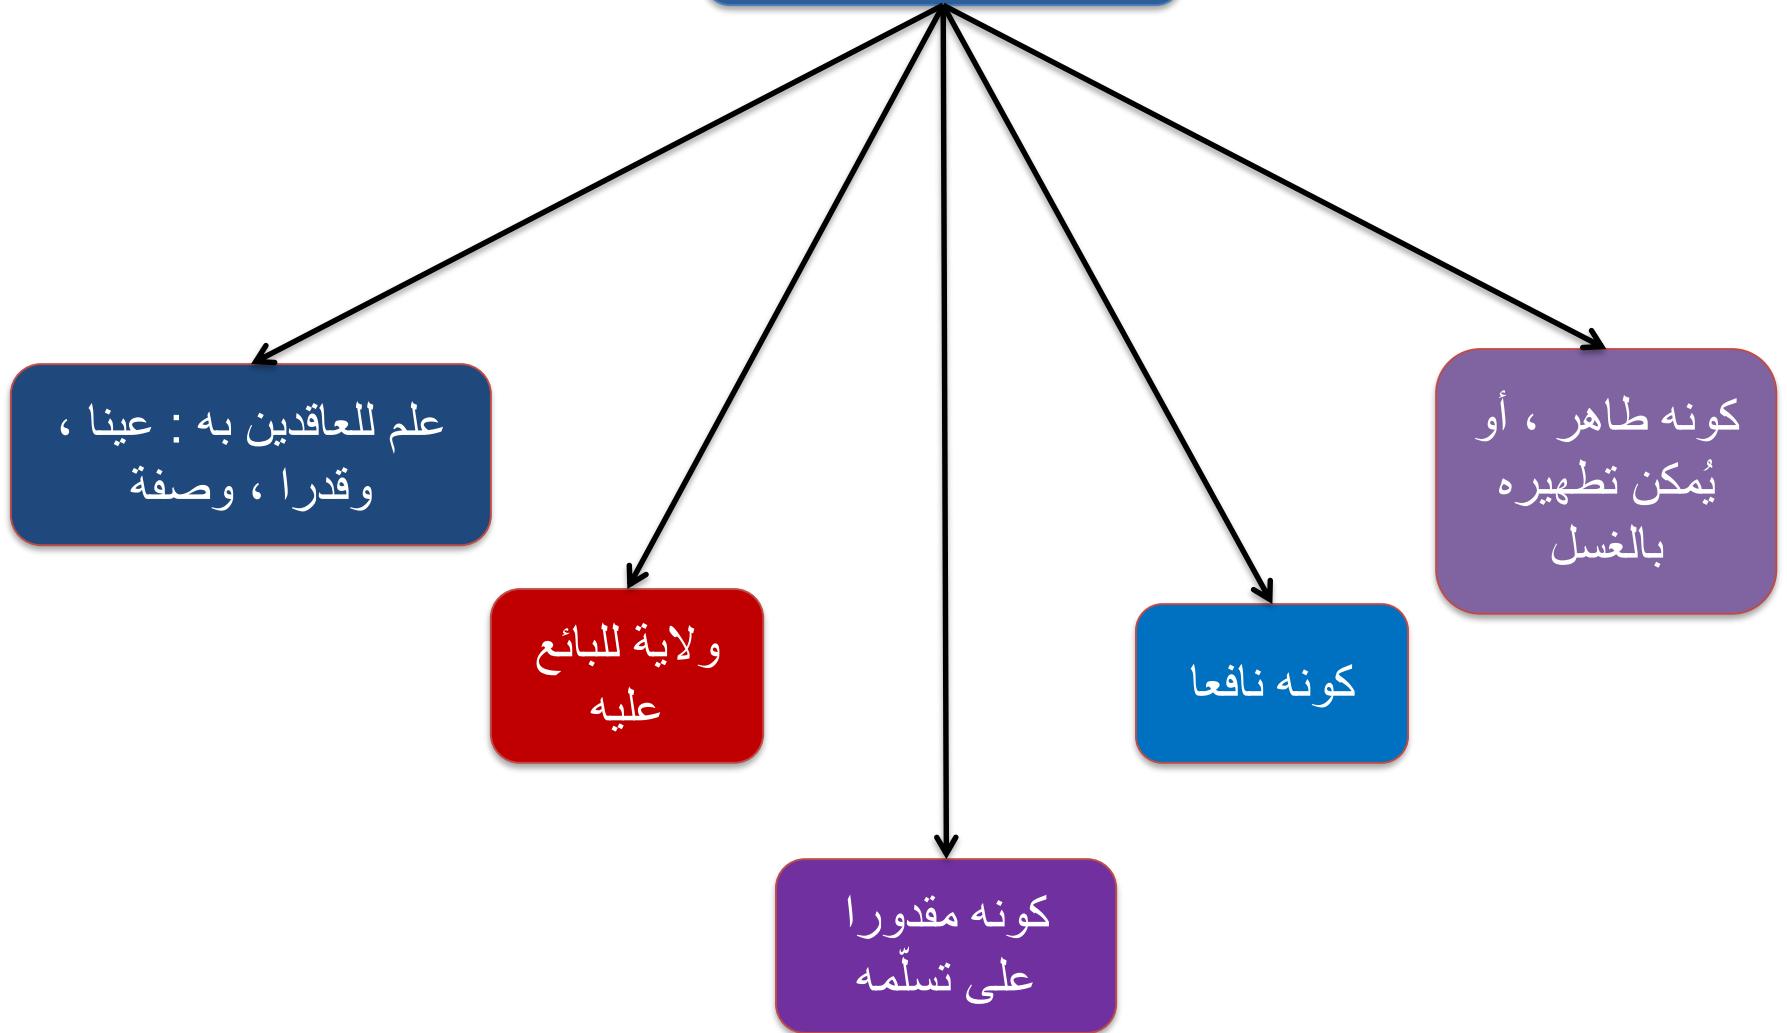 كونه طاهر ، أو
يُمكن تطهيره
بالغسل
كونه نافعا
كونه مقدورا
على تسلّمه
ولاية للبائع
عليه
علم للعاقدين به : عينا ،
وقدرا ، وصفة